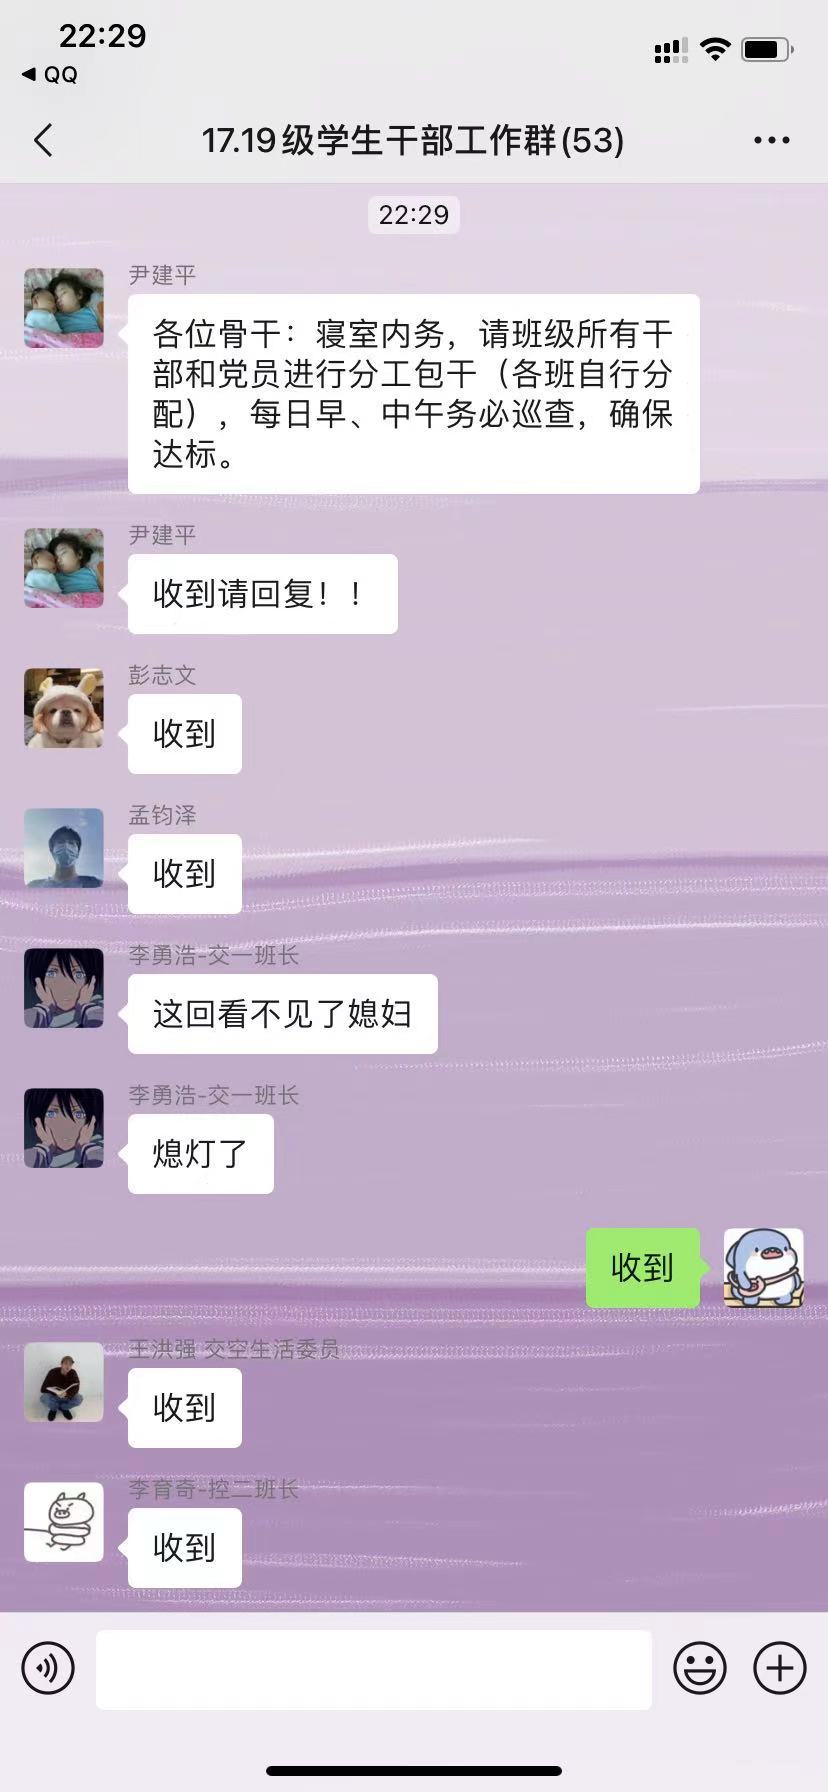 22:29
◀ QQ
17.19级学生干部工作群(53)
22:29
尹建平
各位骨干：寝室内务，请班级所有干
部和党员进行分工包干（各班自行分
配），每日早、中午务必巡查，确保
达标。
尹建平
收到请回复！！
彭志文
收到
孟钧泽
收到
李勇浩-交一班长
这回看不见了媳妇
李勇浩-交一班长
熄灯了
收到
王洪强 交空生活委员
收到
李育奇-控二班长
收到